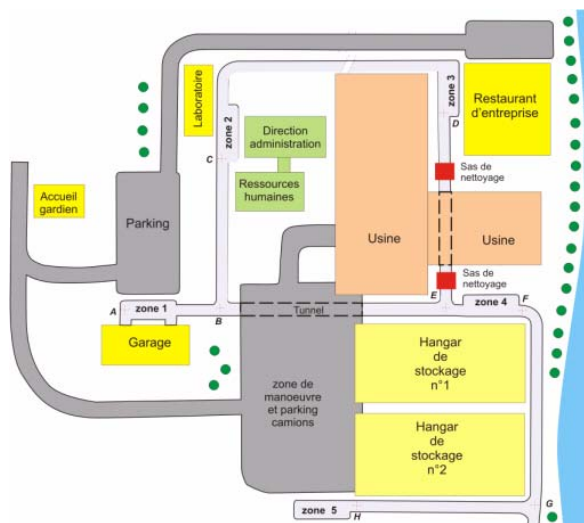 Laboratoire
zone 2
C
Direction
administration
Ressources
humaines
zone 3
D
Restaurant
d'entreprise
Sas de
nettoyage
Accueil
gardien
Parking
Usine
Usine
Sas de
nettoyage
A
zone 1
B
Garage
Tunnel
E
zone 4
F
Hangar
de
stockage
n°1
zone de
manoeuvre
et parking
camions
Hangar
de
stockage
n°2
zone 5
H
G